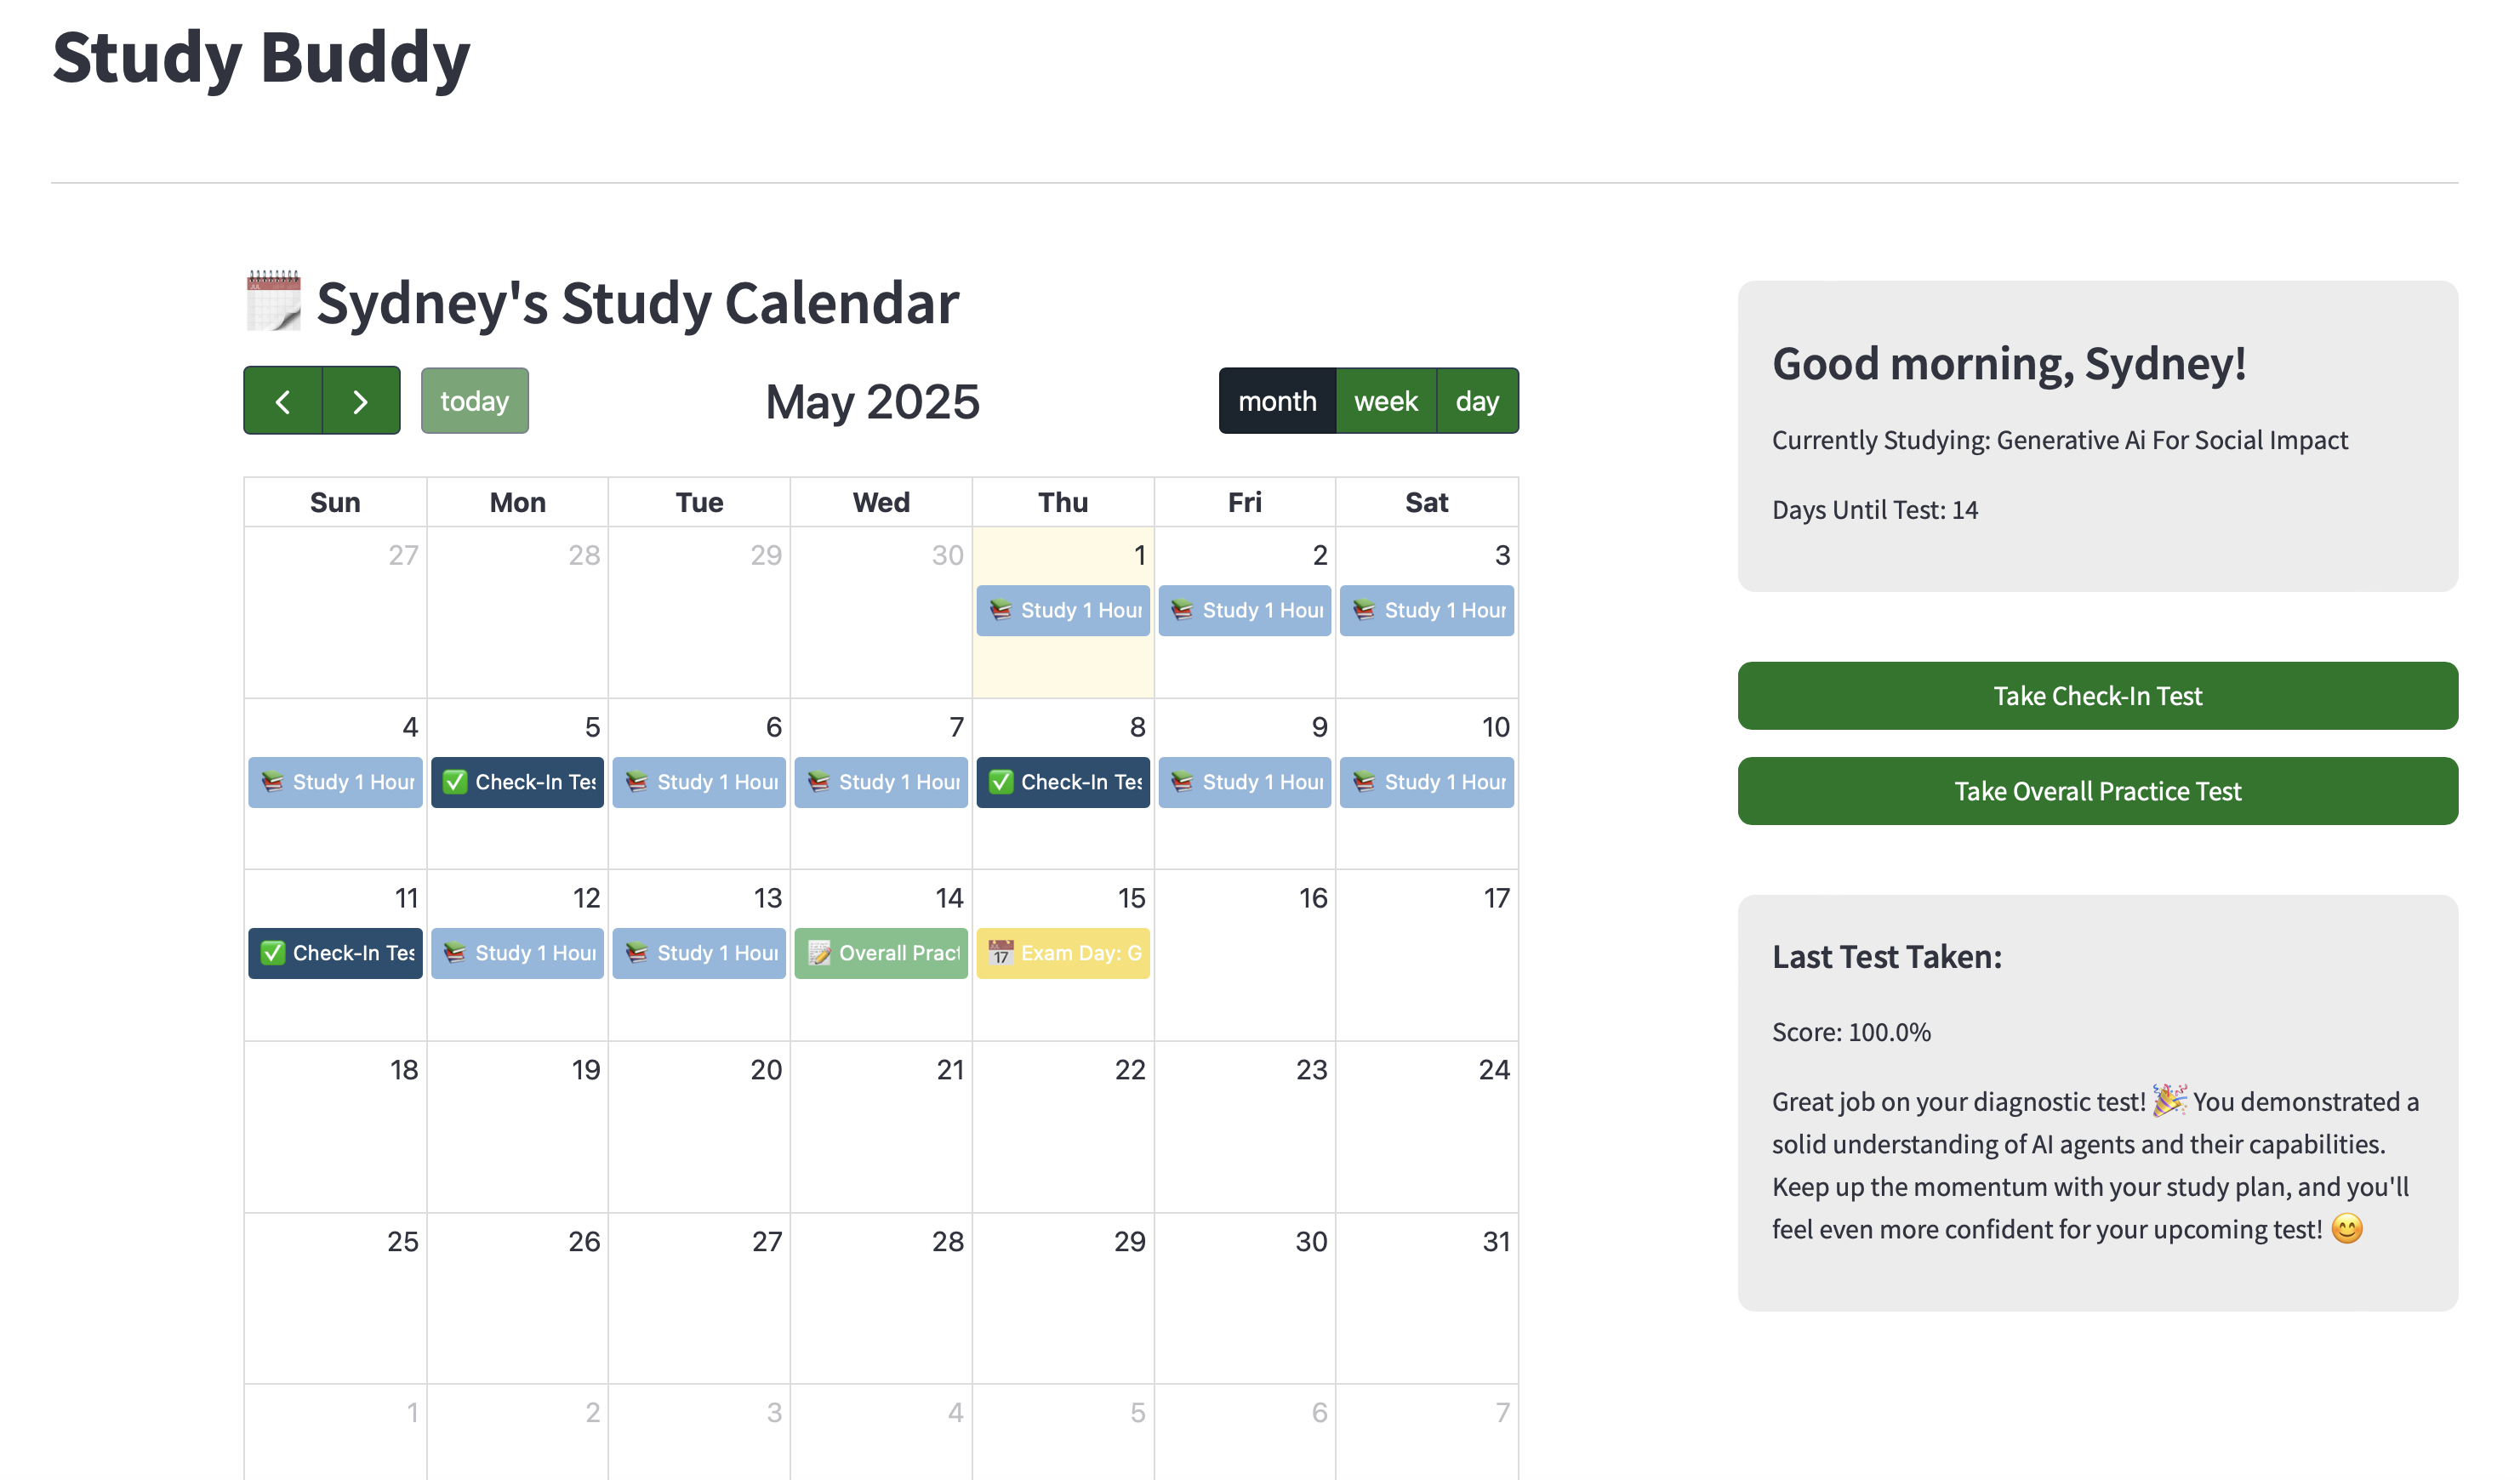 Study Buddy
Sydney's Study Calendar
today
May 2025
month week day
Sun Mon Tue Wed Thu Fri Sat
27 28 29 30 1 2 3
Study 1 Hour Study 1 Hour Study 1 Hour
4 5 6 7 8 9 10
Study 1 Hour Check-In Tes Study 1 Hour Study 1 Hour Check-In Tes Study 1 Hour Study 1 Hour
11 12 13 14 15 16 17
Check-In Tes Study 1 Hour Study 1 Hour Overall Pract Exam Day: G
18 19 20 21 22 23 24
25 26 27 28 29 30 31
1 2 3 4 5 6 7
Good morning, Sydney!
Currently Studying: Generative Ai For Social Impact
Days Until Test: 14
Take Check-In Test
Take Overall Practice Test
Last Test Taken:
Score: 100.0%
Great job on your diagnostic test! 🎉 You demonstrated a
solid understanding of AI agents and their capabilities.
Keep up the momentum with your study plan, and you'll
feel even more confident for your upcoming test! 😊